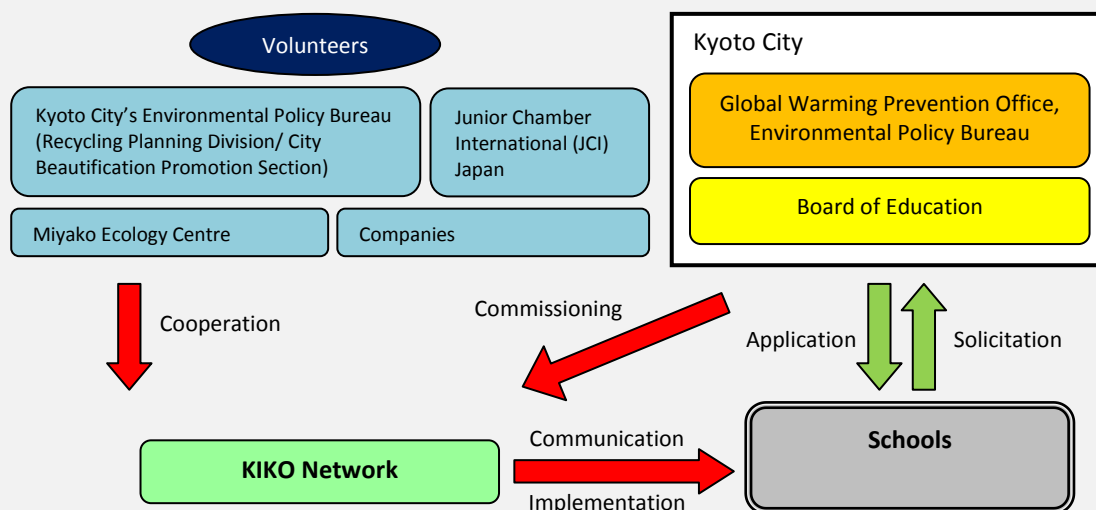 Volunteers
Kyoto City's Environmental Policy Bureau
(Recycling Planning Division/ City
Beautification Promotion Section)
Junior Chamber
International (JCI)
Japan
Miyako Ecology Centre
Companies
Kyoto City
Global Warming Prevention Office,
Environmental Policy Bureau
Board of Education
Cooperation
Commissioning
Application
Solicitation
KIKO Network
Communication
Implementation
Schools